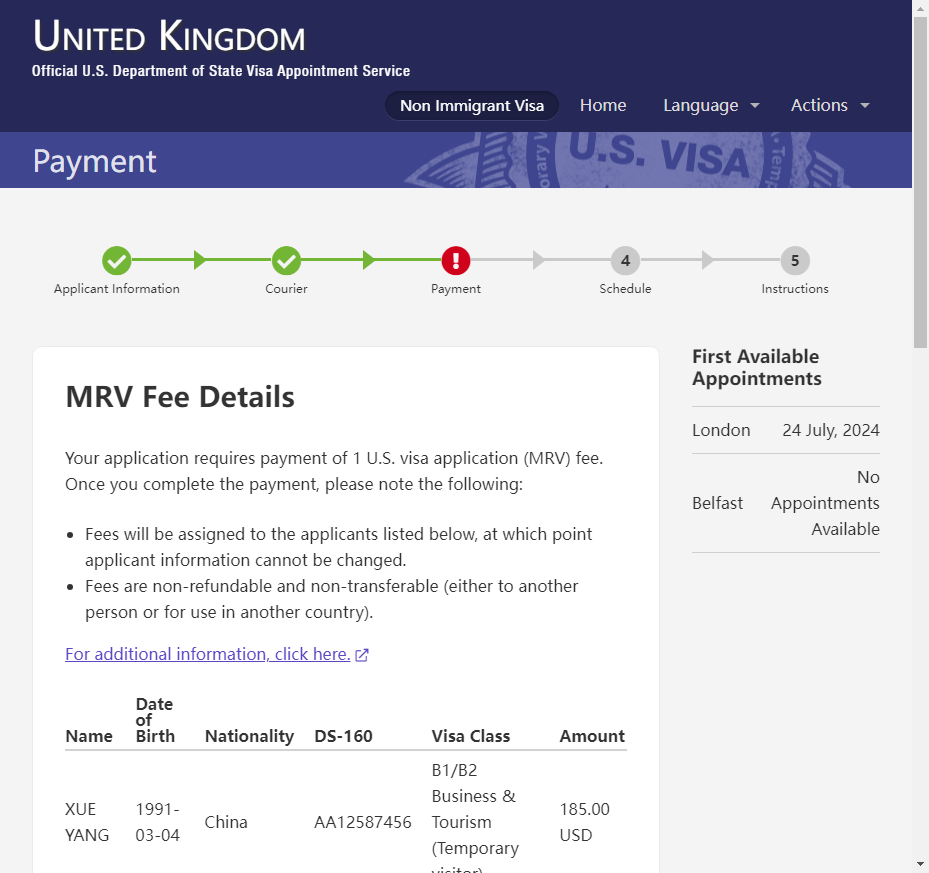 UNITED KINGDOM
Official U.S. Department of State Visa Appointment Service
Non Immigrant Visa Home Language Actions
Payment
U.S. VISA
4 5
Applicant Information Courier Payment Schedule Instructions
MRV Fee Details
Your application requires payment of 1 U.S. visa application (MRV) fee.
Once you complete the payment, please note the following:
Fees will be assigned to the applicants listed below, at which point
applicant information cannot be changed.
Fees are non-refundable and non-transferable (either to another
person or for use in another country).
For additional information, click here.
Name Date of Birth Nationality DS-160 Visa Class Amount
XUE YANG 1991-03-04 China AA12587456 B1/B2 Business & Tourism (Temporary visitor) 185.00 USD
First Available
Appointments
London 24 July, 2024
Belfast No Appointments Available